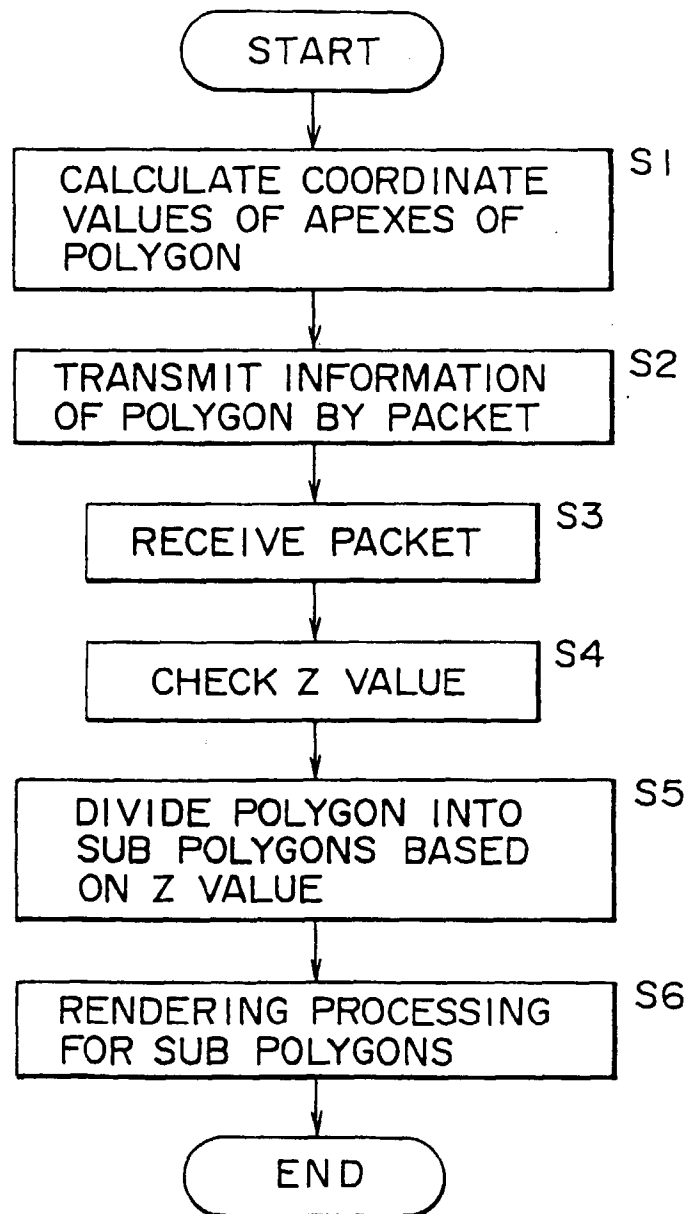 START
S1
CALCULATE COORDINATE
VALUES OF APEXES OF
POLYGON
S2
TRANSMIT INFORMATION
OF POLYGON BY PACKET
S3
RECEIVE PACKET
S4
CHECK Z VALUE
S5
DIVIDE POLYGON INTO
SUB POLYGONS BASED
ON Z VALUE
S6
RENDERING PROCESSING
FOR SUB POLYGONS
END